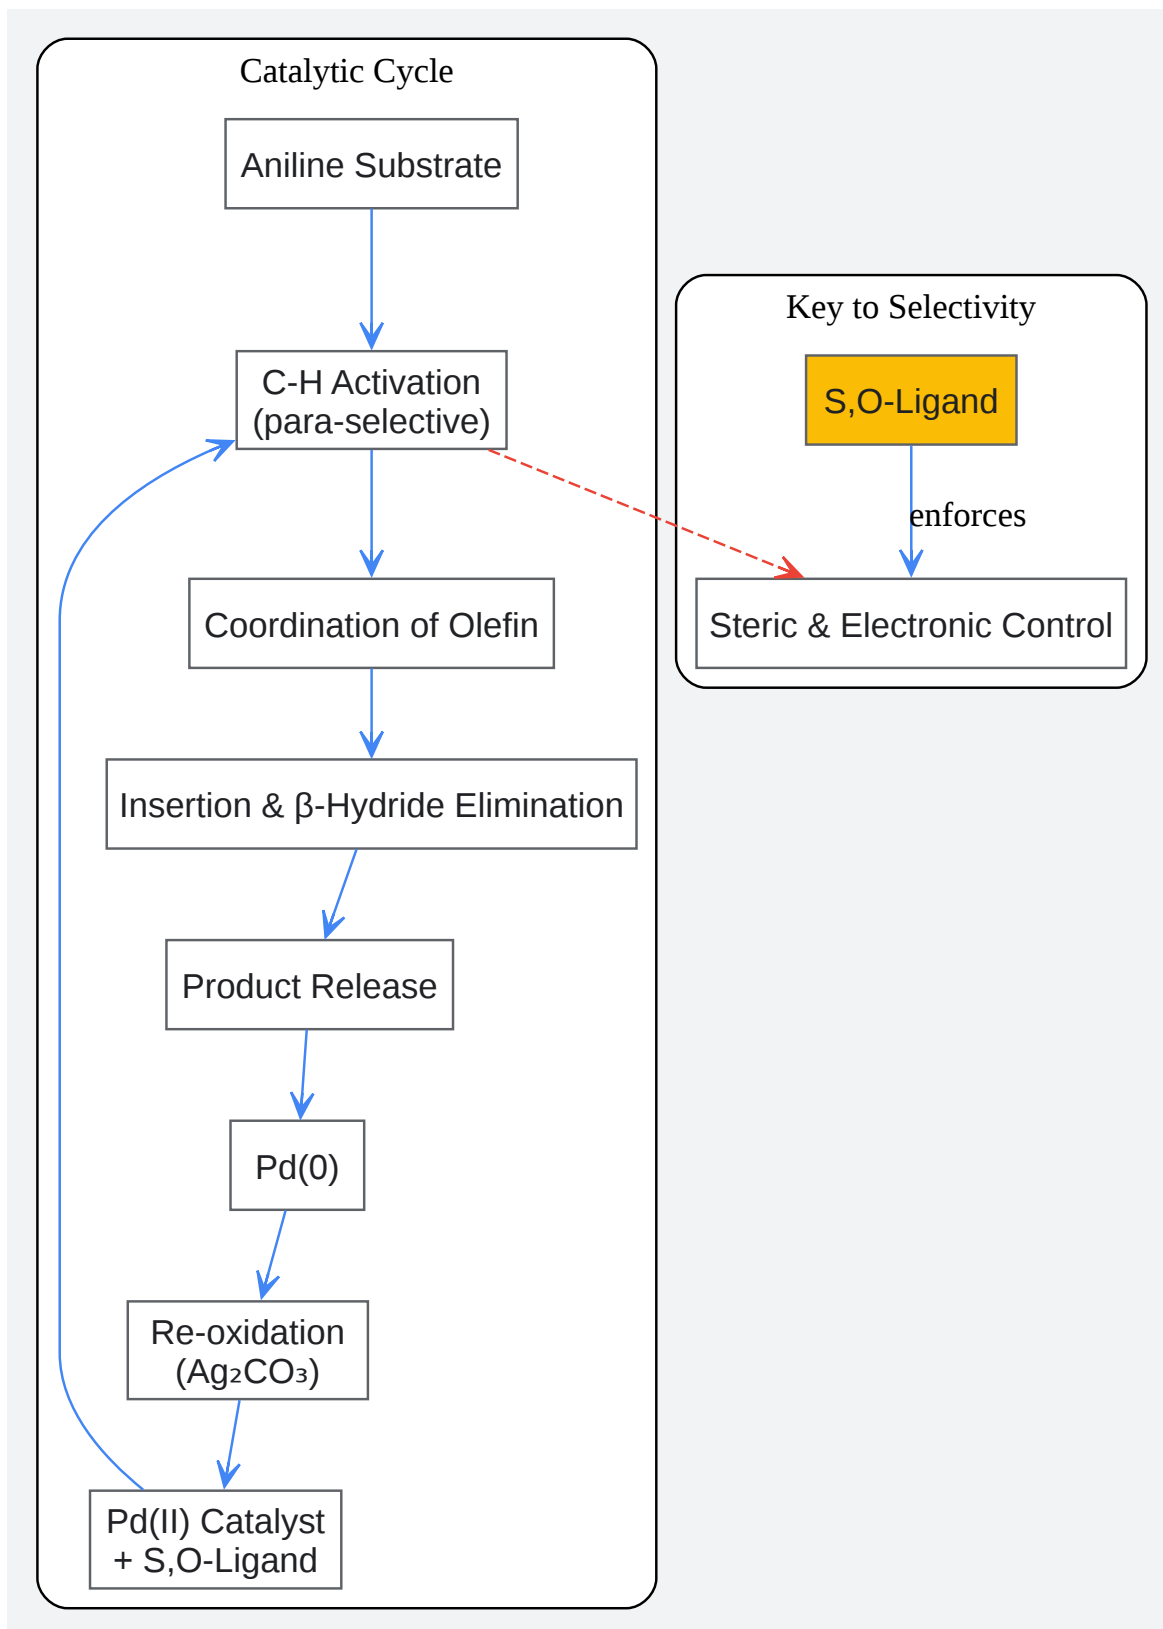 Catalytic Cycle
Aniline Substrate
C-H Activation
(para-selective)
Coordination of Olefin
Insertion & β-Hydride Elimination
Product Release
Pd(0)
Re-oxidation
(Ag₂CO₃)
Pd(II) Catalyst
+ S,O-Ligand
Key to Selectivity
S,O-Ligand
enforces
Steric & Electronic Control